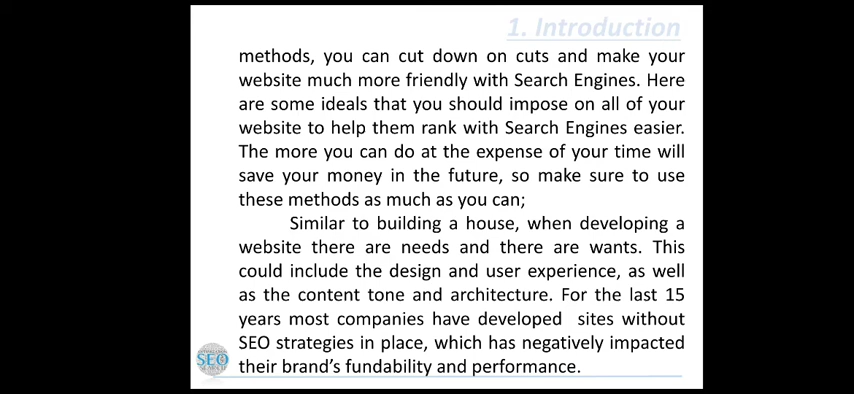 1. Introduction
methods, you can cut down on cuts and make your
website much more friendly with Search Engines. Here
are some ideals that you should impose on all of your
website to help them rank with Search Engines easier.
The more you can do at the expense of your time will
save your money in the future, so make sure to use
these methods as much as you can;
Similar to building a house, when developing a
website there are needs and there are wants. This
could include the design and user experience, as well
as the content tone and architecture. For the last 15
years most companies have developed sites without
SEO strategies in place, which has negatively impacted
their brand’s fundability and performance.
SEO